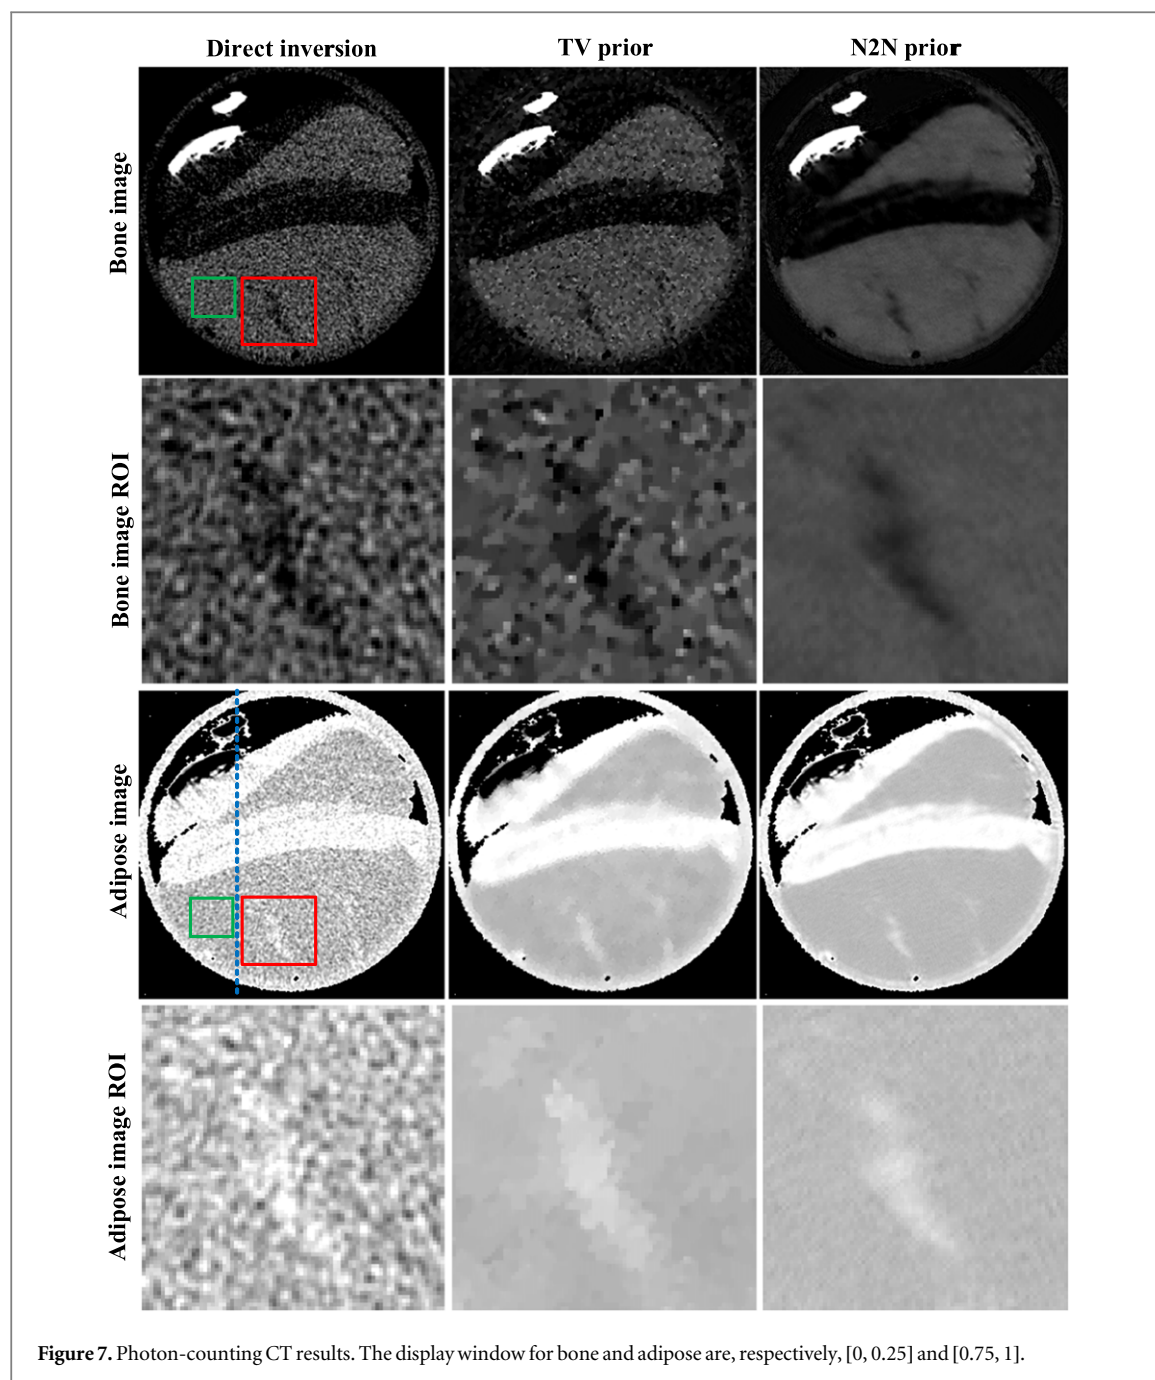 Direct inversion
TV prior
N2N prior
Bone image
Bone image ROI
Adipose image
Adipose image ROI
Figure 7. Photon-counting CT results. The display window for bone and adipose are, respectively, [0, 0.25] and [0.75, 1].